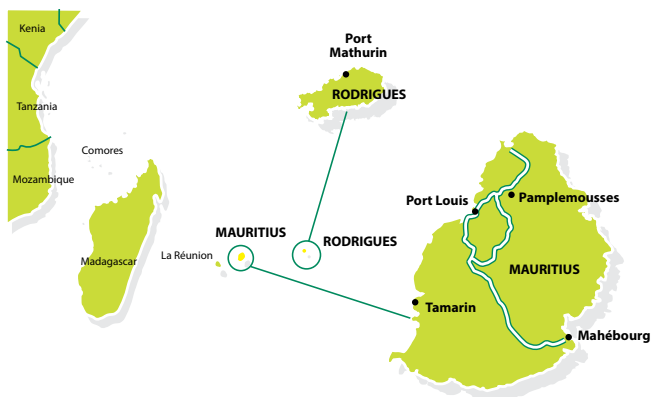 Kenia
Tanzania
Comores
Mozambique
Madagascar
La Réunion
MAURITIUS
RODRIGUES
Port
Mathurin
RODRIGUES
Port Louis
Pamplemousses
MAURITIUS
Tamarin
Mahébourg